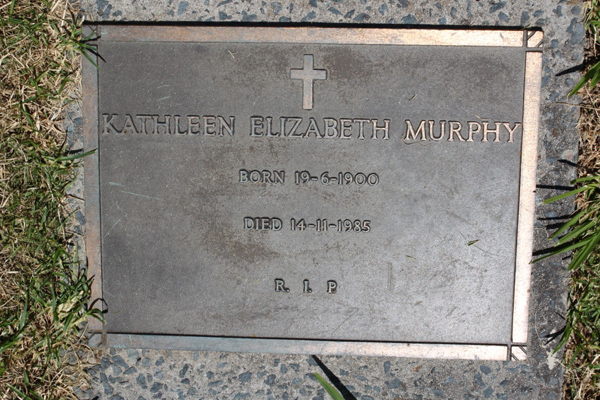 KATHLEEN ELIZABETH MURPHY
BORN 19-6-1900
DIED 14-11-1985
R. I. P